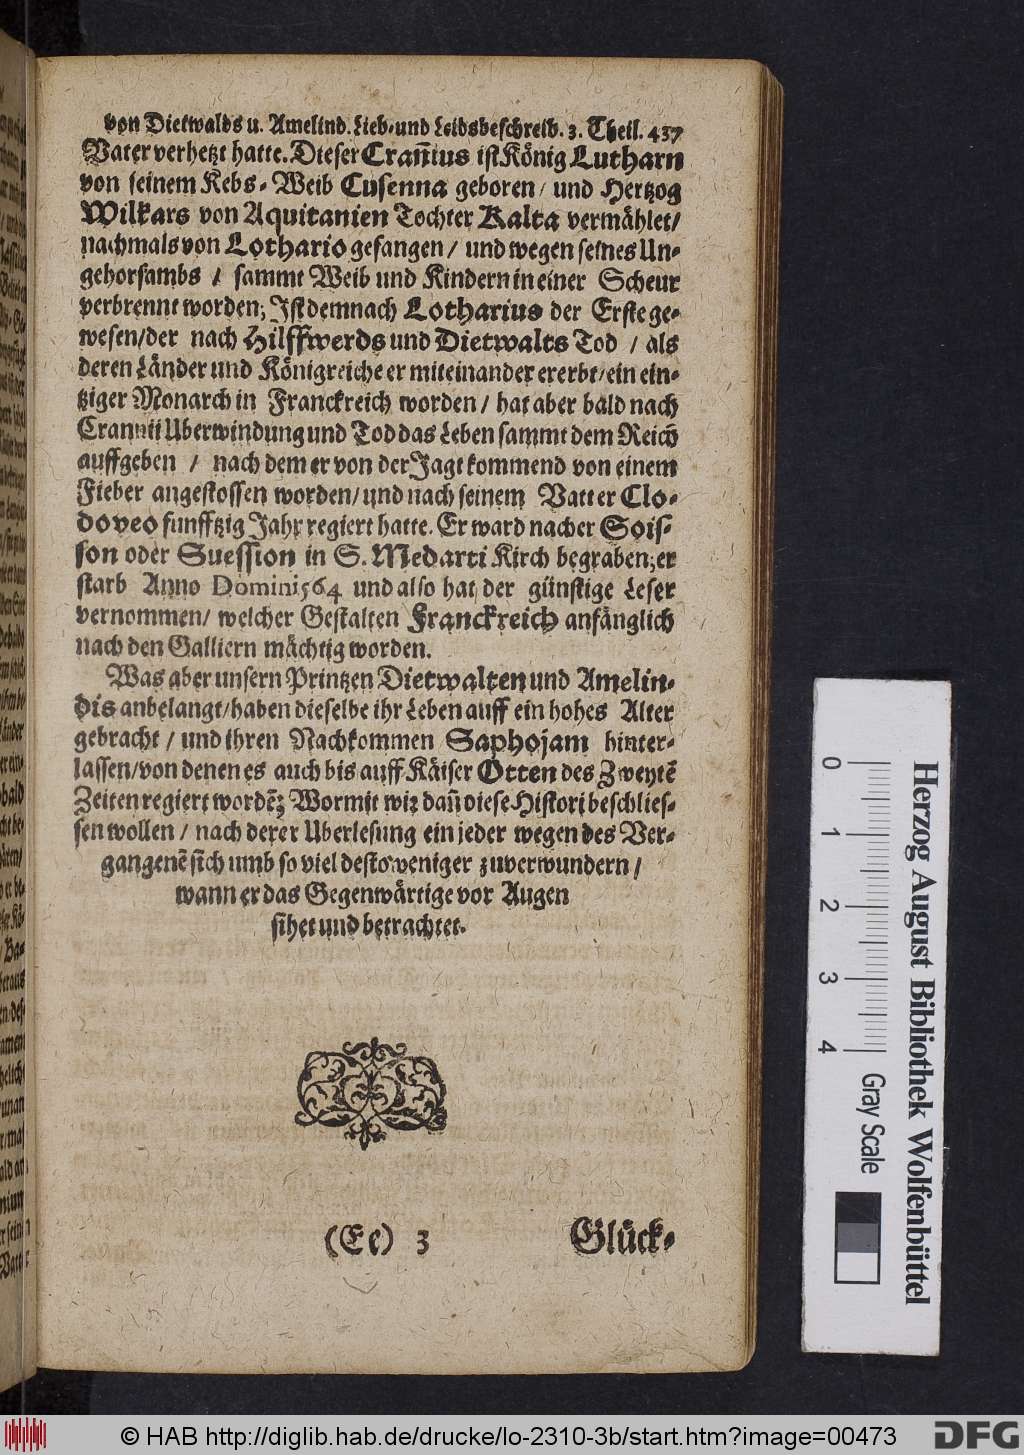 von Dietwalds u. Amelind. Lieb- und Leidsbeschreib. 3. Theil. 437
Vater verhetzt hatte. Dieser Crañius ist König Lutharn
von seinem Kebs-Weib Cusenna geboren / und Hertzog
Wilkars von Aquitanien Tochter Kalta vermählet /
nachmals von Lothario gefangen / und wegen seines Un-
gehorsambs / sammt Weib und Kindern in einer Scheur
verbrennt worden; Ist demnach Lotharius der Erste ge-
wesen / der nach Hilffwerds und Dietwalts Tod / als
deren Länder und Königreiche er miteinander ererbt / ein ein-
tziger Monarch in Franckreich worden / hat aber bald nach
Crannii Uberwindung und Tod das Leben sammt dem Reich
auffgeben / nach dem er von der Jagt kommend von einem
Fieber angestossen worden / und nach seinem Vatter Clo-
doveo funfftzig Jahr regiert hatte. Er ward nacher Sois-
son oder Suession in S. Medarti Kirch begraben; er
starb Anno Domini 564 und also hat der günstige Leser
vernommen / welcher Gestalten Franckreich anfänglich
nach den Galliern mächtig worden.
Was aber unsern Printzen Dietwalten und Amelin-
dis anbelangt / haben dieselbe ihr Leben auff ein hohes Alter
gebracht / und ihren Nachkommen Saphojam hinter-
lassen / von denen es auch bis auff Käiser Otten des Zweytẽ
Zeiten regiert wordẽ; Wormit wir dañ diese Histori beschlies-
sen wollen / nach derer Uberlesung ein jeder wegen des Ver-
gangenẽ sich umb so viel desto weniger zuverwundern /
wann er das Gegenwärtige vor Augen
sihet und betrachtet.
(Ee) 3 Glück-
0 1 2 3 4 Gray Scale
Herzog August Bibliothek Wolfenbüttel
© HAB http://diglib.hab.de/drucke/lo-2310-3b/start.htm?image=00473
DFG